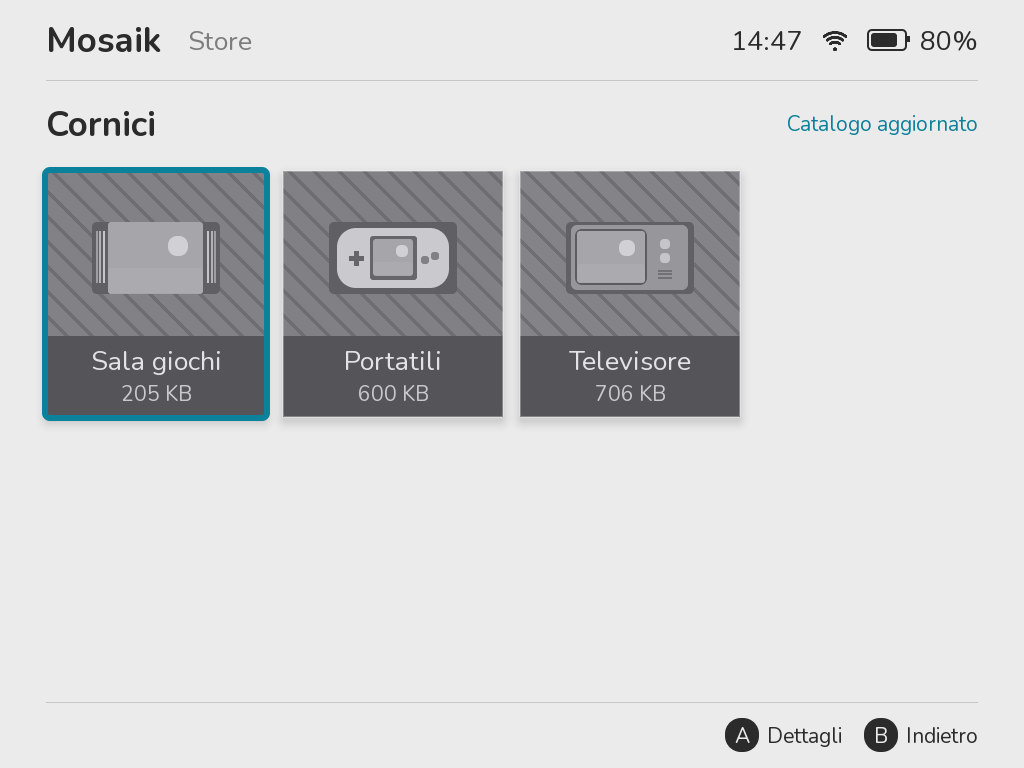 Mosaik Store 14:47 80%
Cornici Catalogo aggiornato
Sala giochi Portatili Televisore
205 KB 600 KB 706 KB
A Dettagli B Indietro